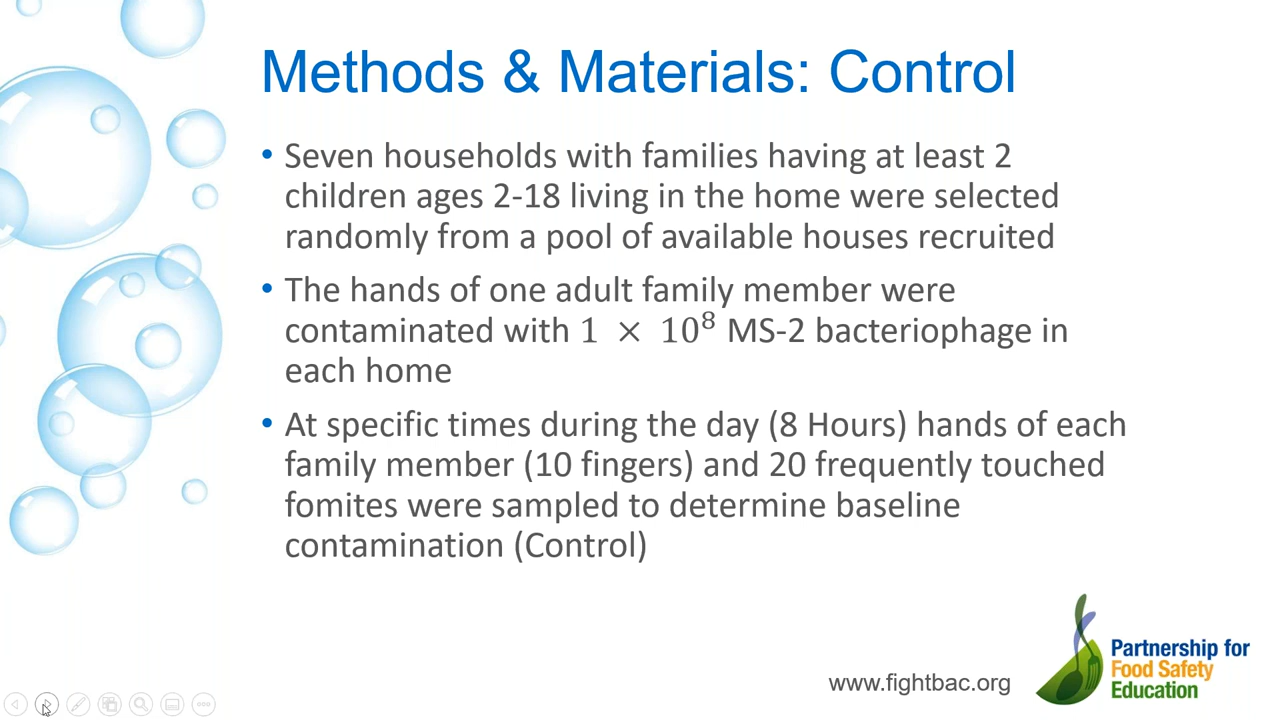 Methods & Materials: Control
• Seven households with families having at least 2
children ages 2-18 living in the home were selected
randomly from a pool of available houses recruited
• The hands of one adult family member were
contaminated with 1 × 10⁸ MS-2 bacteriophage in
each home
• At specific times during the day (8 Hours) hands of each
family member (10 fingers) and 20 frequently touched
fomites were sampled to determine baseline
contamination (Control)
www.fightbac.org
Partnership for
Food Safety
Education